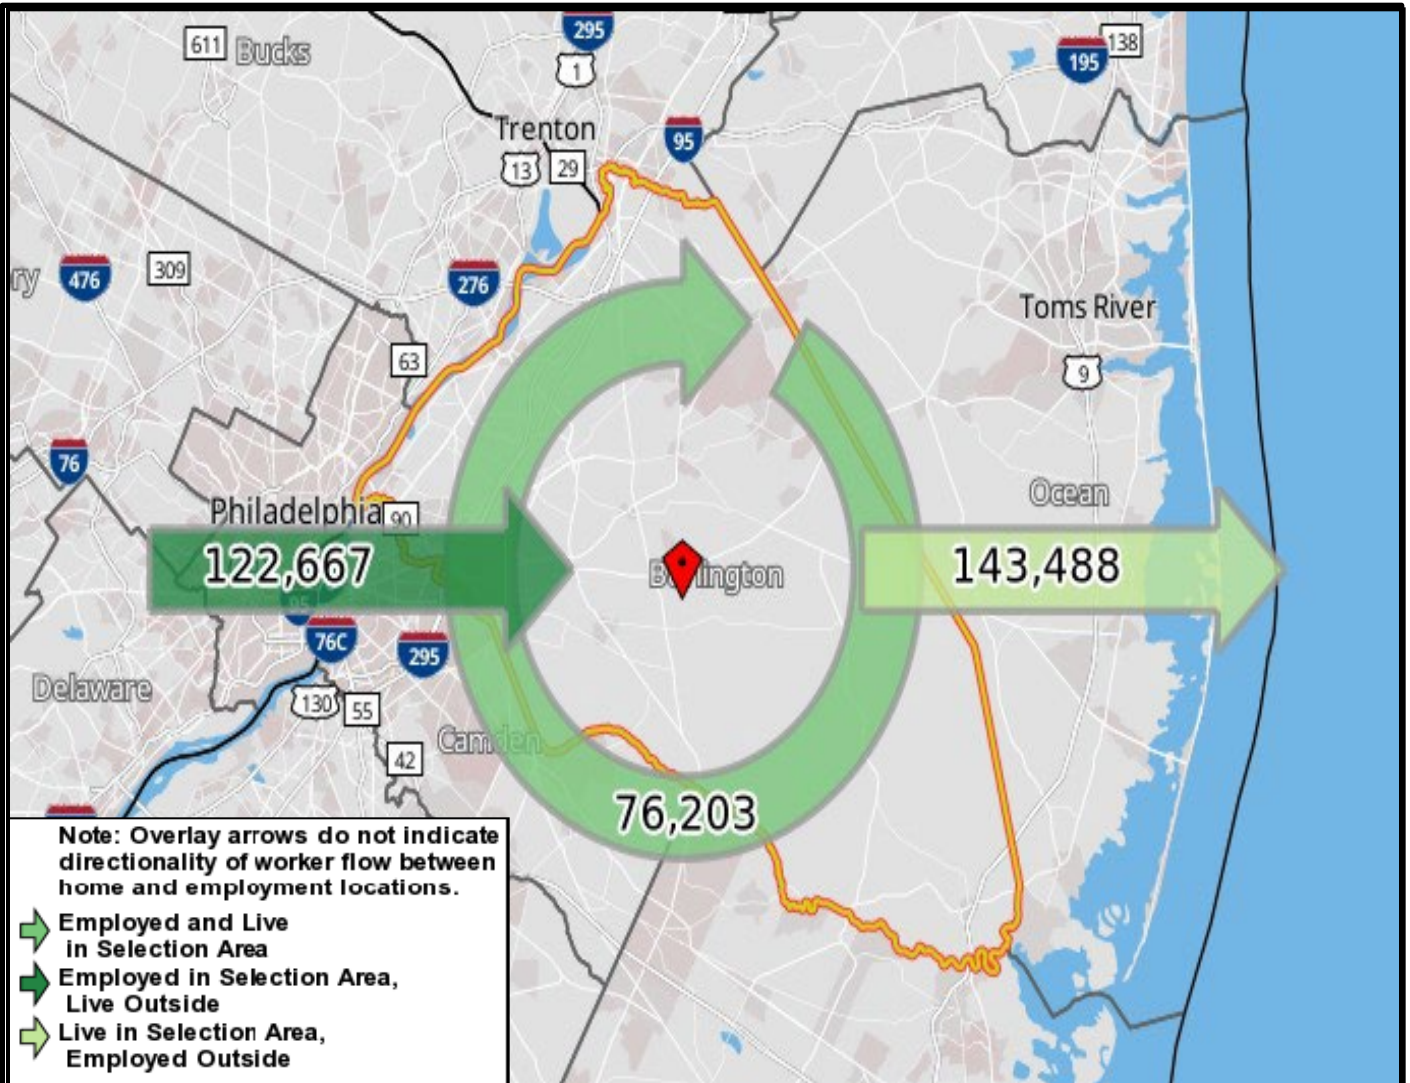 295
611
Bucks
138
1
195
Trenton
95
13
29
ry
476
309
276
Toms River
63
9
76
Ocean
Philadelphia
90
122,667
Burlington
143,488
95
76C
295
Delaware
130
55
Camden
42
76,203
Note: Overlay arrows do not indicate
directionality of worker flow between
home and employment locations.
Employed and Live
in Selection Area
Employed in Selection Area,
Live Outside
Live in Selection Area,
Employed Outside